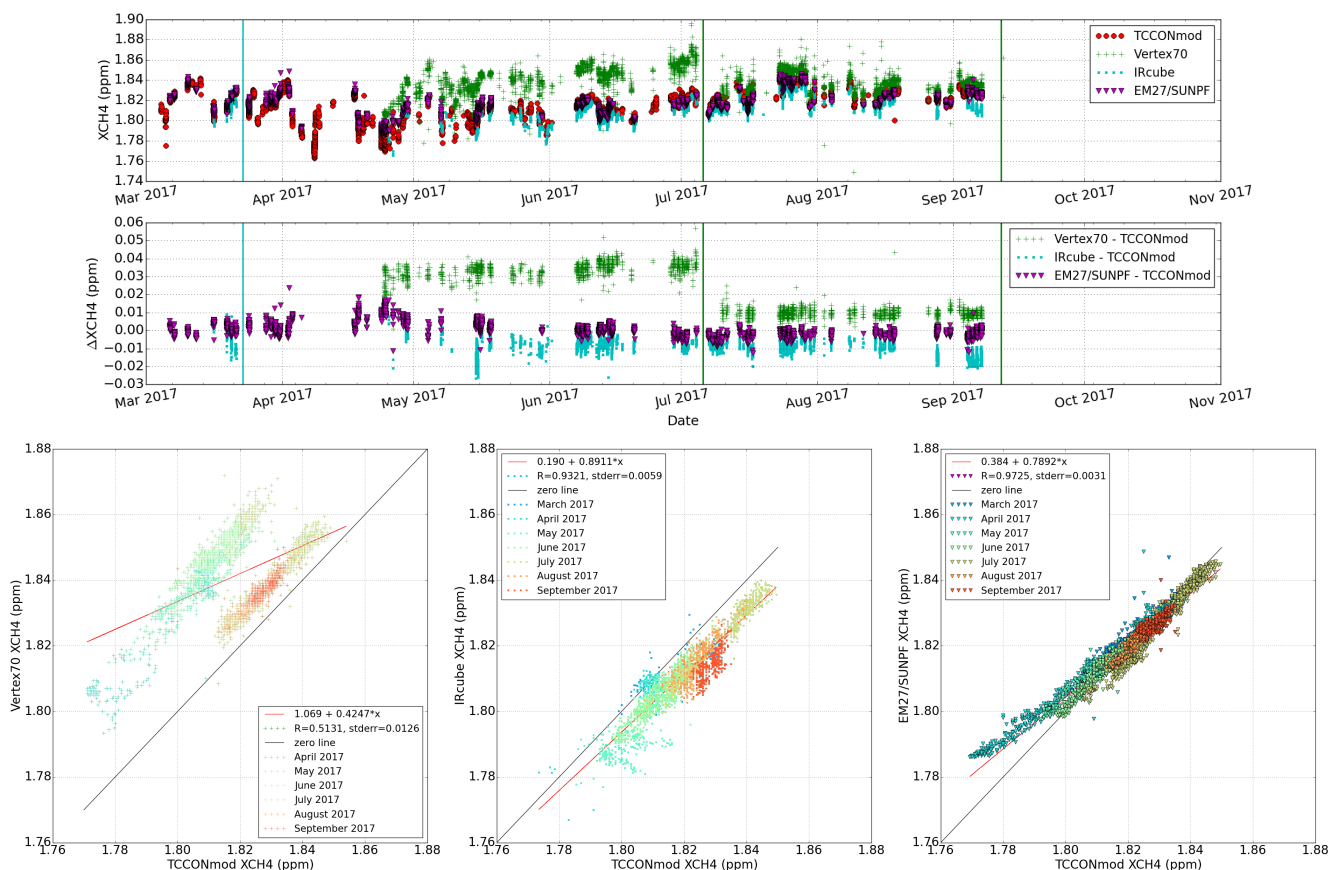 1.90
1.88
1.86
1.84
1.82
1.80
1.78
1.76
1.74
XCH4 (ppm)
TCCONmod
Vertex70
IRcube
EM27/SUNPF
Mar 2017
Apr 2017
May 2017
Jun 2017
Jul 2017
Aug 2017
Sep 2017
Oct 2017
Nov 2017
0.06
0.05
0.04
0.03
0.02
0.01
0.00
−0.01
−0.02
−0.03
ΔXCH4 (ppm)
Vertex70 - TCCONmod
IRcube - TCCONmod
EM27/SUNPF - TCCONmod
Mar 2017
Apr 2017
May 2017
Jun 2017
Jul 2017
Aug 2017
Sep 2017
Oct 2017
Nov 2017
Date
1.88
1.86
1.84
1.82
1.80
1.78
1.76
Vertex70 XCH4 (ppm)
1.069 + 0.4247*x
R=0.5131, stderr=0.0126
zero line
April 2017
May 2017
June 2017
July 2017
August 2017
September 2017
1.76
1.78
1.80
1.82
1.84
1.86
1.88
TCCONmod XCH4 (ppm)
1.88
1.86
1.84
1.82
1.80
1.78
1.76
IRcube XCH4 (ppm)
0.190 + 0.8911*x
R=0.9321, stderr=0.0059
zero line
March 2017
April 2017
May 2017
June 2017
July 2017
August 2017
September 2017
1.76
1.78
1.80
1.82
1.84
1.86
1.88
TCCONmod XCH4 (ppm)
1.88
1.86
1.84
1.82
1.80
1.78
1.76
EM27/SUNPF XCH4 (ppm)
0.384 + 0.7892*x
R=0.9725, stderr=0.0031
zero line
March 2017
April 2017
May 2017
June 2017
July 2017
August 2017
September 2017
1.76
1.78
1.80
1.82
1.84
1.86
1.88
TCCONmod XCH4 (ppm)